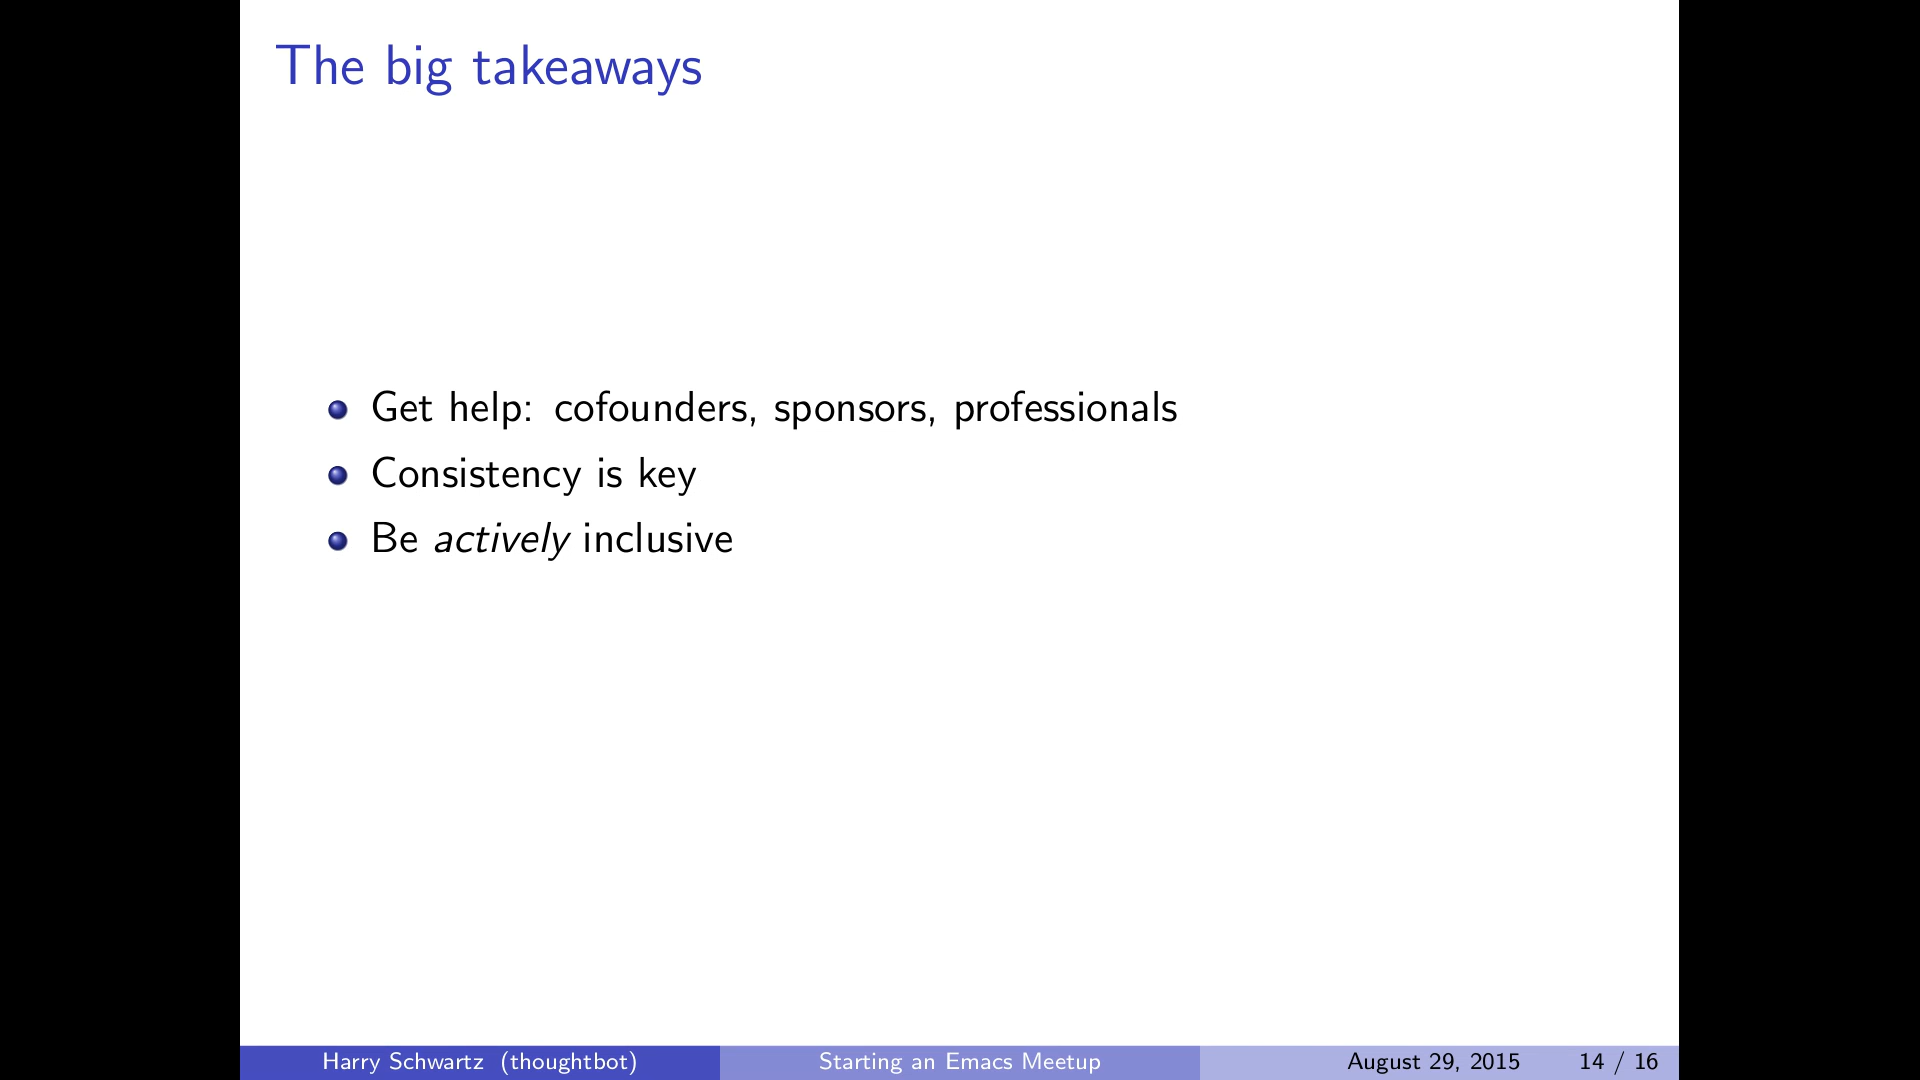 The big takeaways
Get help: cofounders, sponsors, professionals
Consistency is key
Be actively inclusive
Harry Schwartz (thoughtbot) Starting an Emacs Meetup August 29, 2015 14 / 16